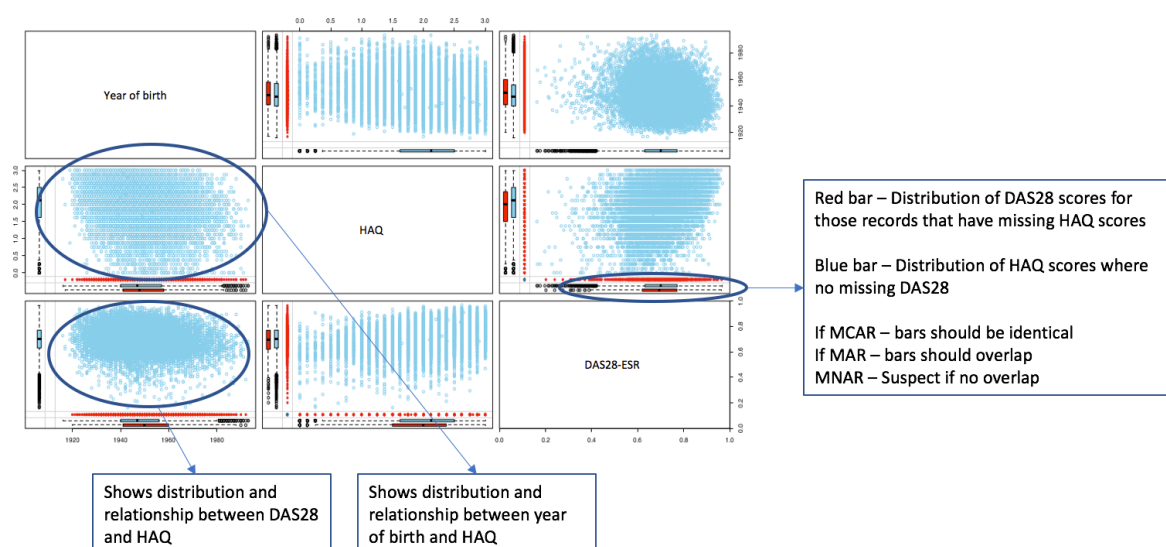 0.0 0.5 1.0 1.5 2.0 2.5 3.0
Year of birth
1920 1940 1960 1980
0.0 0.5 1.0 1.5 2.0 2.5 3.0
HAQ
DAS28-ESR
0.0 0.2 0.4 0.6 0.8 1.0
1920 1940 1960 1980
0.0 0.2 0.4 0.6 0.8 1.0
Red bar – Distribution of DAS28 scores for
those records that have missing HAQ scores
Blue bar – Distribution of HAQ scores where
no missing DAS28
If MCAR – bars should be identical
If MAR – bars should overlap
MNAR – Suspect if no overlap
Shows distribution and
relationship between DAS28
and HAQ
Shows distribution and
relationship between year
of birth and HAQ